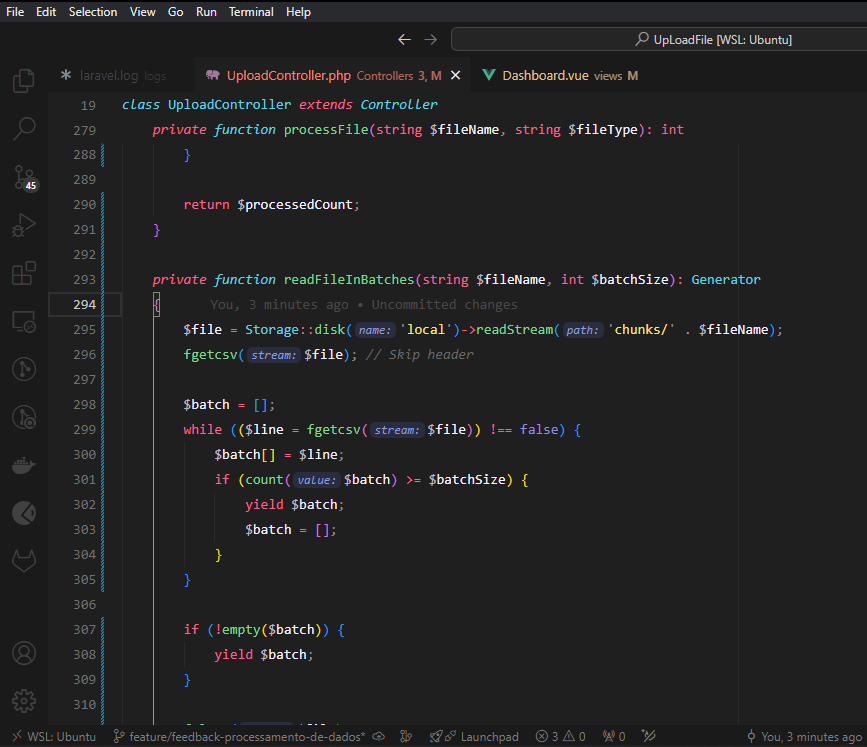 File Edit Selection View Go Run Terminal Help
UpLoadFile [WSL: Ubuntu]
laravel.log logs UploadController.php Controllers 3, M Dashboard.vue views M
19 class UploadController extends Controller
279 private function processFile(string $fileName, string $fileType): int
288 }
289
290 return $processedCount;
291 }
292
293 private function readFileInBatches(string $fileName, int $batchSize): Generator
294 { You, 3 minutes ago • Uncommitted changes
295 $file = Storage::disk(name: 'local')->readStream(path: 'chunks/' . $fileName);
296 fgetcsv(stream: $file); // Skip header
297
298 $batch = [];
299 while (($line = fgetcsv(stream: $file)) !== false) {
300 $batch[] = $line;
301 if (count(value: $batch) >= $batchSize) {
302 yield $batch;
303 $batch = [];
304 }
305 }
306
307 if (!empty($batch)) {
308 yield $batch;
309 }
310
45
WSL: Ubuntu feature/feedback-processamento-de-dados* Launchpad 3 0 0 You, 3 minutes ago